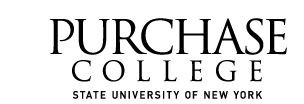 PURCHASE
COLLEGE
STATE UNIVERSITY OF NEW YORK